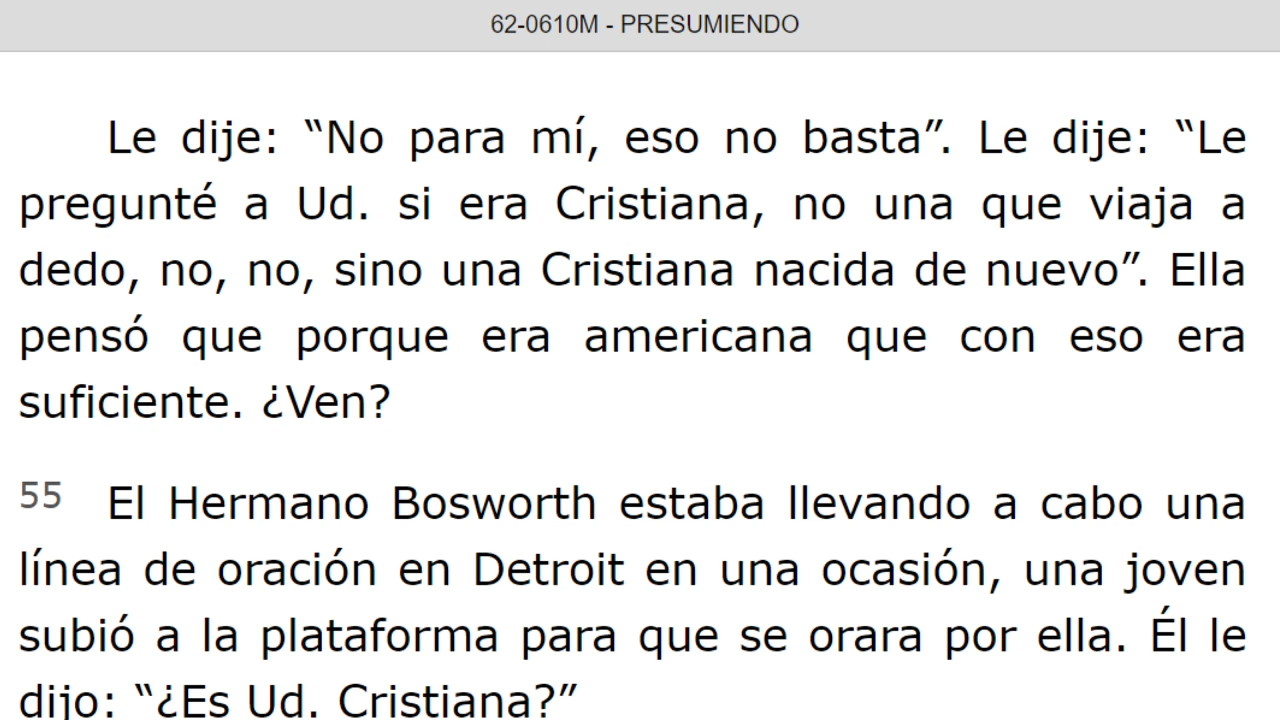 62-0610M - PRESUMIENDO
Le dije: “No para mí, eso no basta”. Le dije: “Le
pregunté a Ud. si era Cristiana, no una que viaja a
dedo, no, no, sino una Cristiana nacida de nuevo”. Ella
pensó que porque era americana que con eso era
suficiente. ¿Ven?
55 El Hermano Bosworth estaba llevando a cabo una
línea de oración en Detroit en una ocasión, una joven
subió a la plataforma para que se orara por ella. Él le
dijo: “¿Es Ud. Cristiana?”